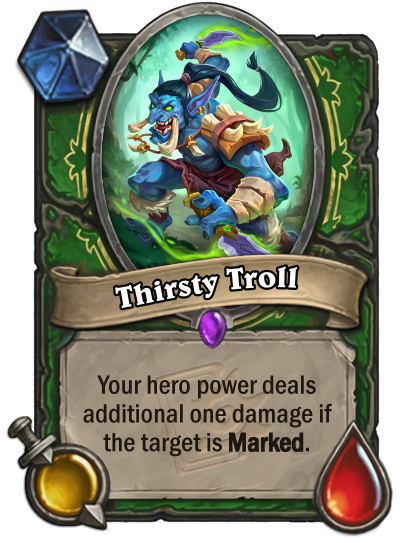 Thirsty Troll
Your hero power deals
additional one damage if
the target is Marked.